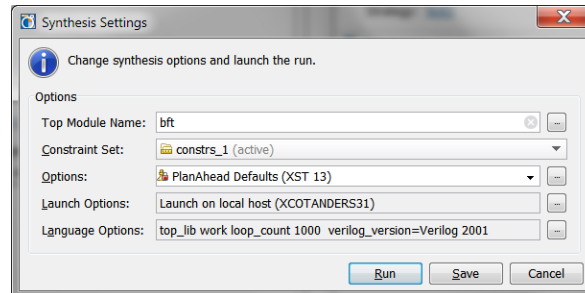 Synthesis Settings
Change synthesis options and launch the run.
Options
Top Module Name: bft
Constraint Set: constrs_1 (active)
Options: PlanAhead Defaults (XST 13)
Launch Options: Launch on local host (XCOTANDERS31)
Language Options: top_lib work loop_count 1000 verilog_version=Verilog 2001
Run Save Cancel